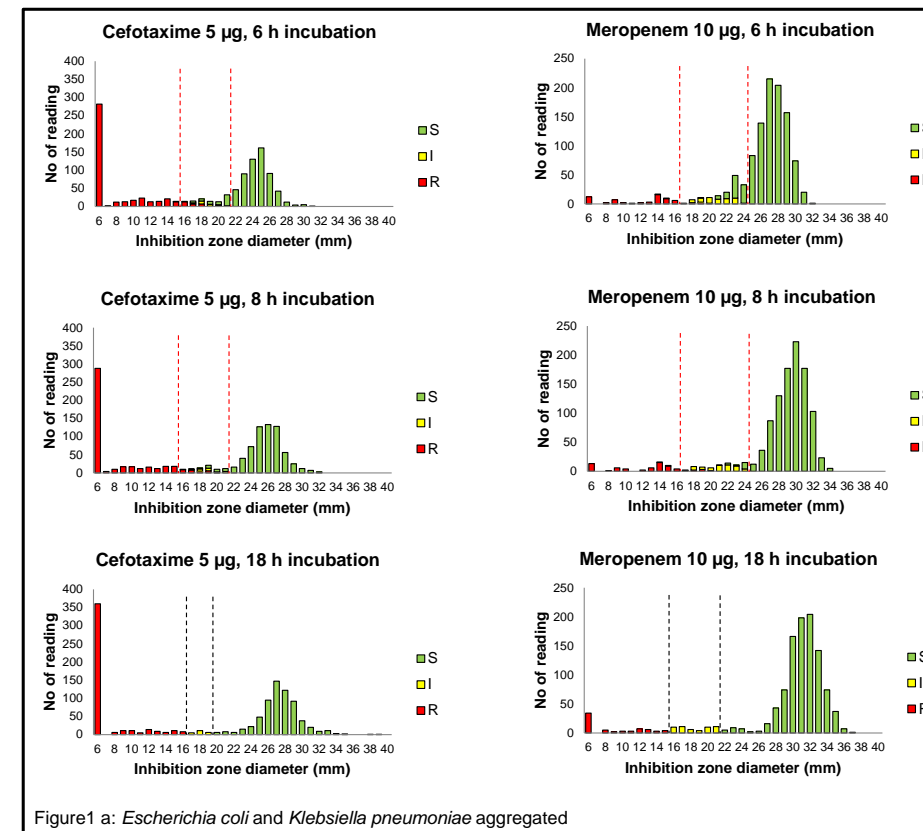 Cefotaxime 5 µg, 6 h incubation
400
350
300
250
200
150
100
50
0
No of reading
6 8 10 12 14 16 18 20 22 24 26 28 30 32 34 36 38 40
Inhibition zone diameter (mm)
S
I
R
Meropenem 10 µg, 6 h incubation
250
200
150
100
50
0
No of reading
6 8 10 12 14 16 18 20 22 24 26 28 30 32 34 36 38 40
Inhibition zone diameter (mm)
Cefotaxime 5 µg, 8 h incubation
400
350
300
250
200
150
100
50
0
No of reading
6 8 10 12 14 16 18 20 22 24 26 28 30 32 34 36 38 40
Inhibition zone diameter (mm)
S
I
R
Meropenem 10 µg, 8 h incubation
250
200
150
100
50
0
No of reading
6 8 10 12 14 16 18 20 22 24 26 28 30 32 34 36 38 40
Inhibition zone diameter (mm)
Cefotaxime 5 µg, 18 h incubation
400
350
300
250
200
150
100
50
0
No of reading
6 8 10 12 14 16 18 20 22 24 26 28 30 32 34 36 38 40
Inhibition zone diameter (mm)
S
I
R
Meropenem 10 µg, 18 h incubation
250
200
150
100
50
0
No of reading
6 8 10 12 14 16 18 20 22 24 26 28 30 32 34 36 38 40
Inhibition zone diameter (mm)
S
I
R
Figure1 a: Escherichia coli and Klebsiella pneumoniae aggregated